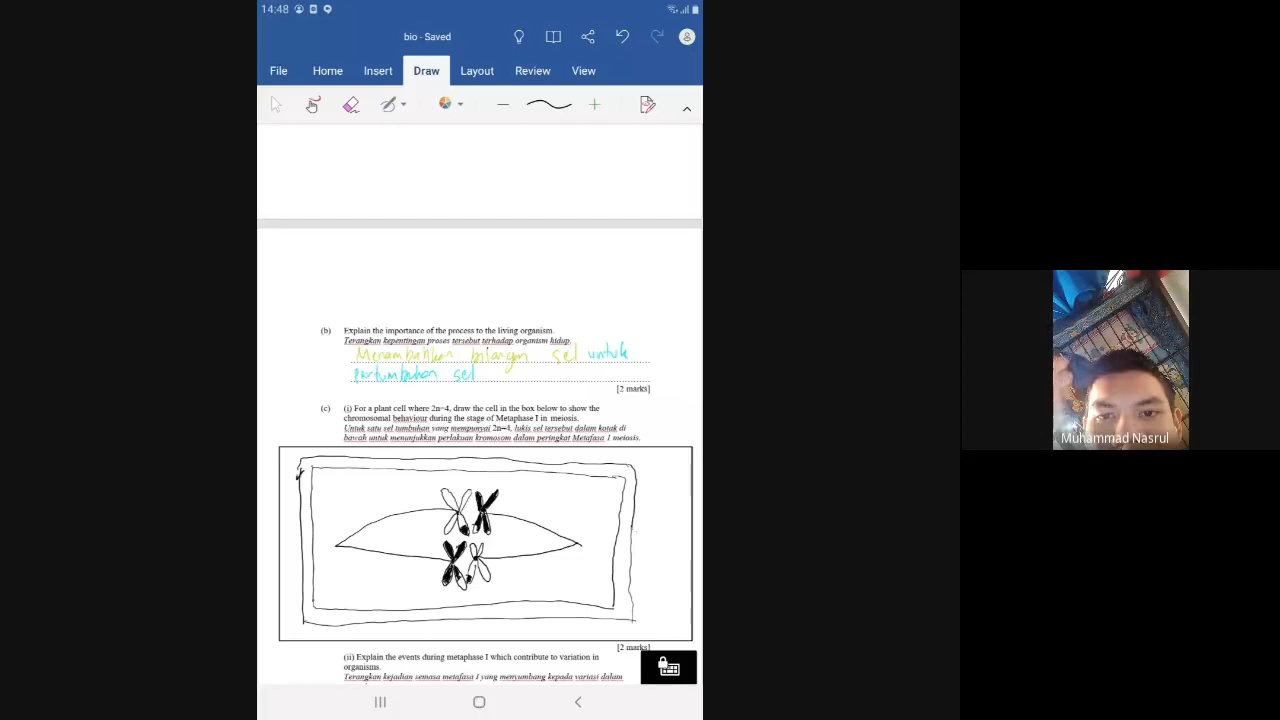 14:48
bio - Saved
File Home Insert Draw Layout Review View
(b) Explain the importance of the process to the living organism.
Terangkan kepentingan proses tersebut terhadap organism hidup.
Menambahkan bilangan sel untuk
pertumbuhan sel
[2 marks]
(c) (i) For a plant cell where 2n=4, draw the cell in the box below to show the
chromosomal behaviour during the stage of Metaphase I in meiosis.
Untuk satu sel tumbuhan yang mempunyai 2n=4, lukis sel tersebut dalam kotak di
bawah untuk menunjukkan perlakuan kromosom dalam peringkat Metafasa 1 meiosis.
[2 marks]
(ii) Explain the events during metaphase I which contribute to variation in
organisms.
Terangkan kejadian semasa metafasa I yang menyumbang kepada variasi dalam
Muhammad Nasrul